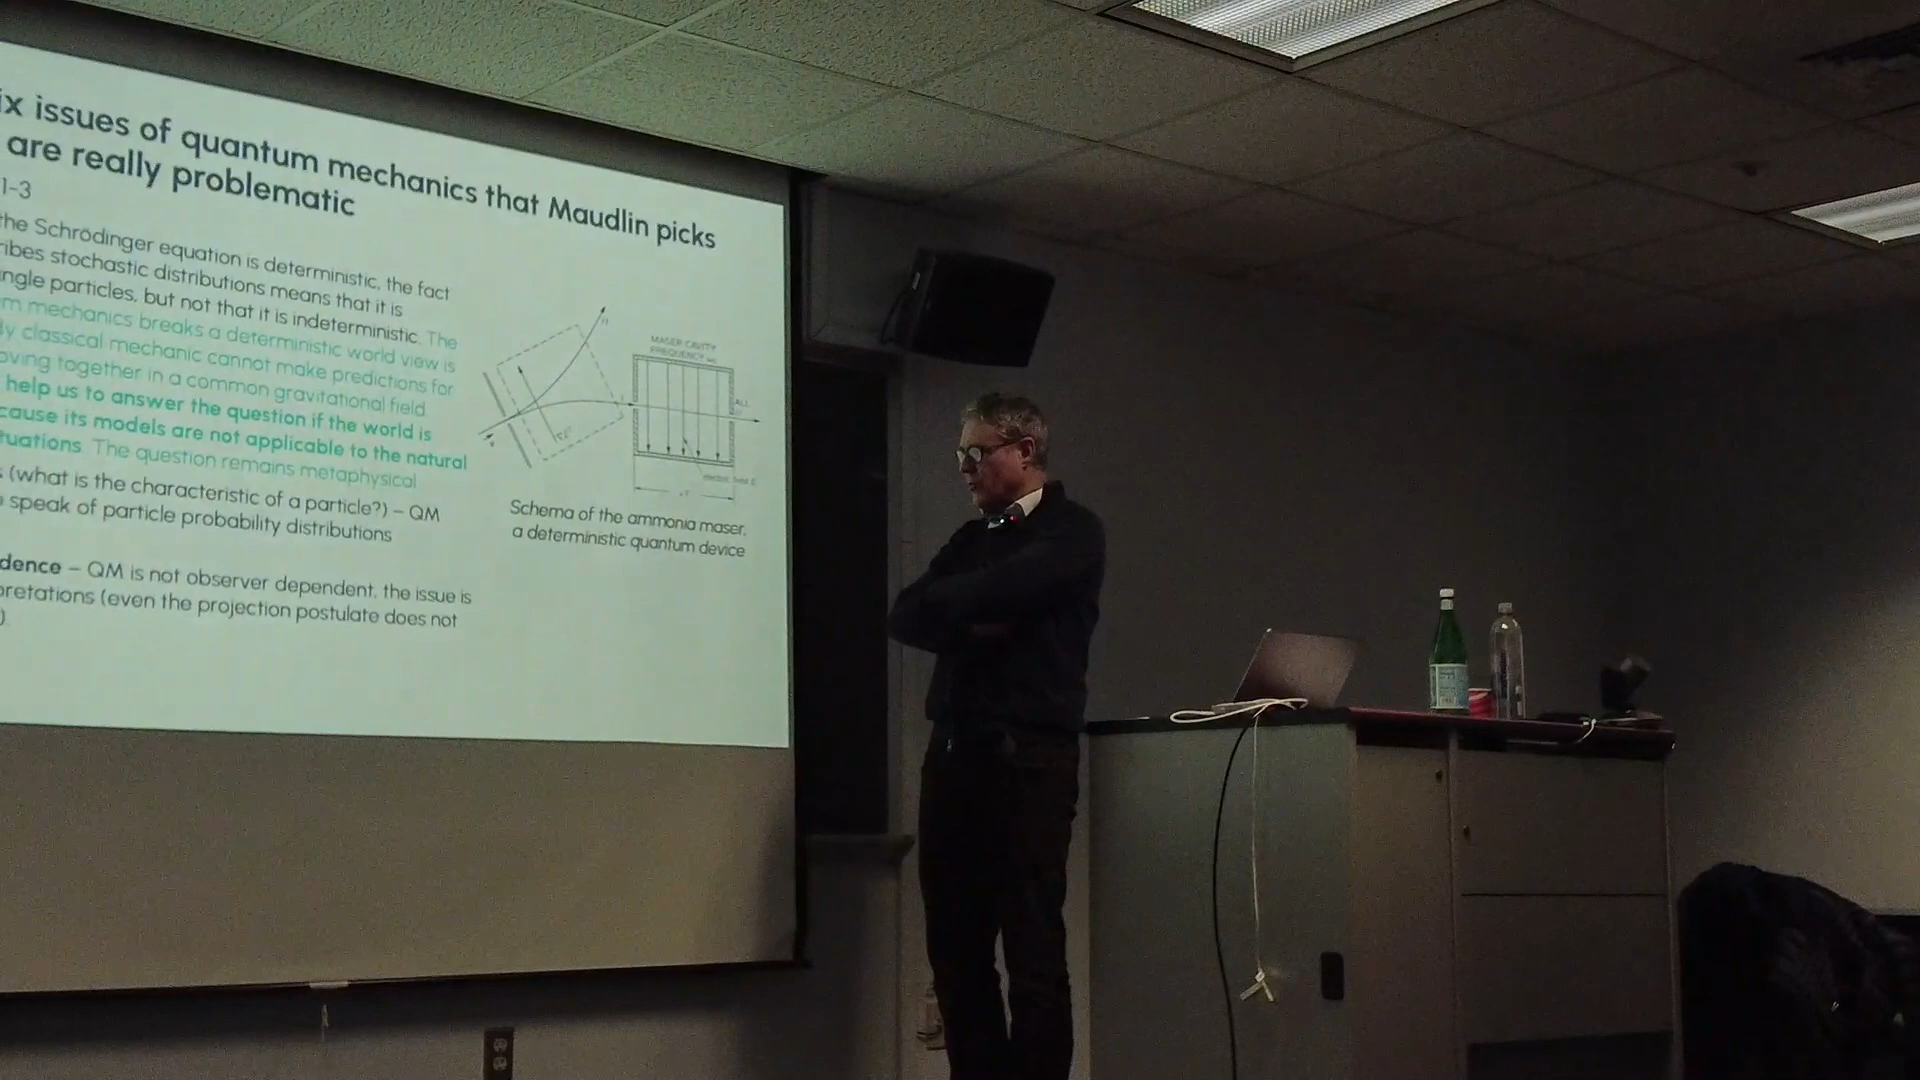 ix issues of quantum mechanics that Maudlin picks
are really problematic
1-3
the Schrödinger equation is deterministic, the fact
ribes stochastic distributions means that it is
ingle particles, but not that it is indeterministic. The
m mechanics breaks a deterministic world view is
ly classical mechanic cannot make predictions for
oving together in a common gravitational field.
help us to answer the question if the world is
cause its models are not applicable to the natural
tuations. The question remains metaphysical
(what is the characteristic of a particle?) – QM
speak of particle probability distributions
dence – QM is not observer dependent, the issue is
pretations (even the projection postulate does not
)
MASER CAVITY
FREQUENCY
Schema of the ammonia maser,
a deterministic quantum device